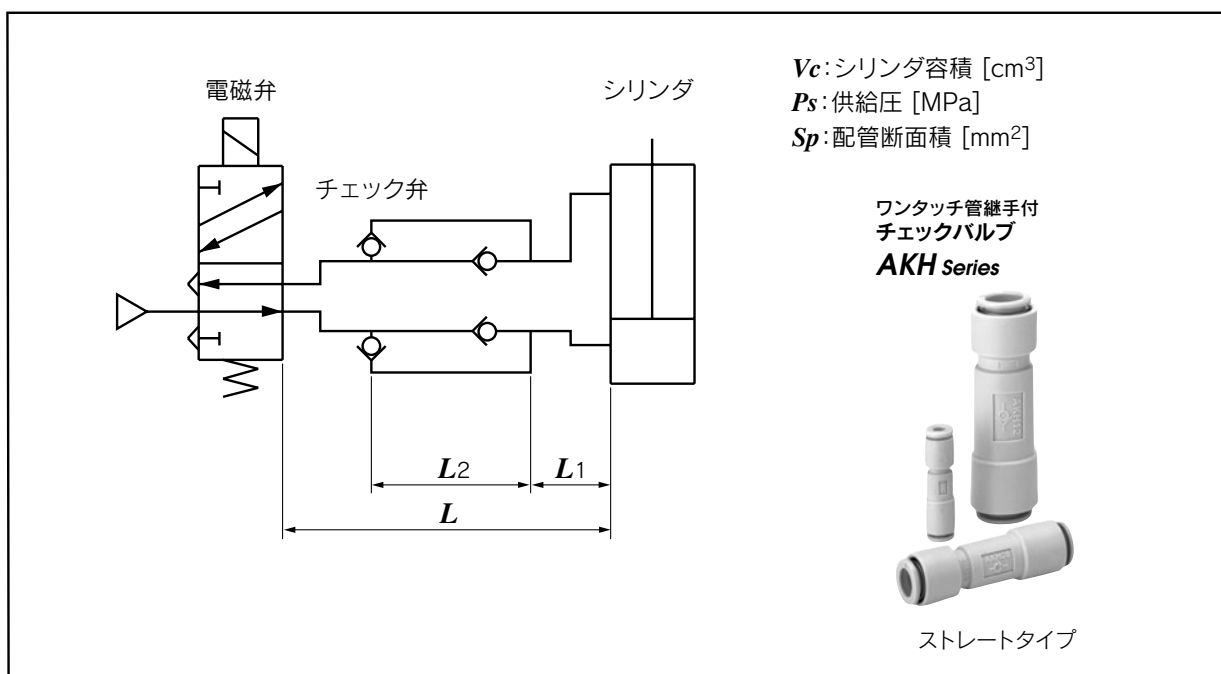 電磁弁
シリンダ
チェック弁
L2
L1
L
Vc:シリンダ容積 [cm³]
Ps:供給圧 [MPa]
Sp:配管断面積 [mm²]
ワンタッチ管継手付
チェックバルブ
AKH Series
ストレートタイプ